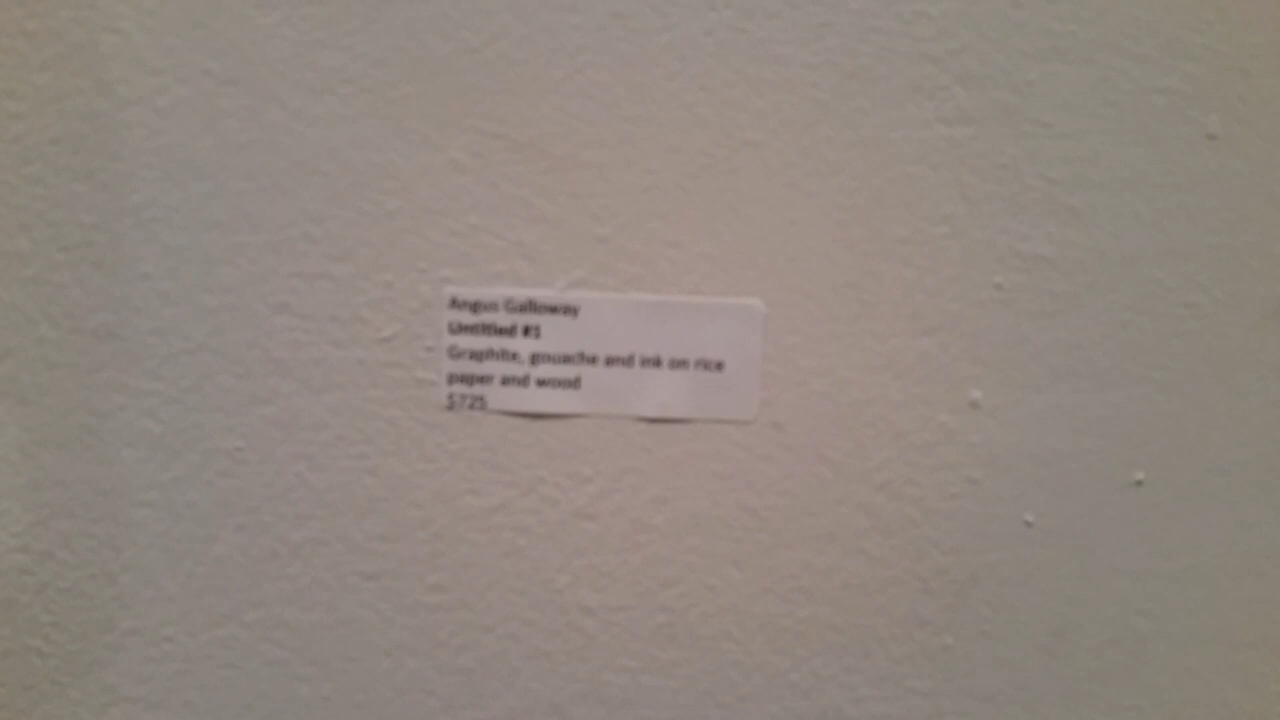 Angus Galloway
Untitled #1
Graphite, gouache and ink on rice
paper and wood
$725